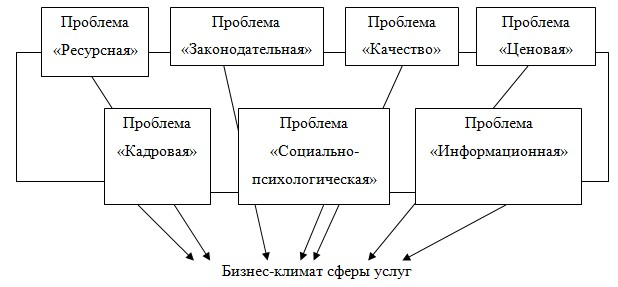 Проблема
«Ресурсная»
Проблема
«Законодательная»
Проблема
«Качество»
Проблема
«Ценовая»
Проблема
«Кадровая»
Проблема
«Социально-
психологическая»
Проблема
«Информационная»
Бизнес-климат сферы услуг